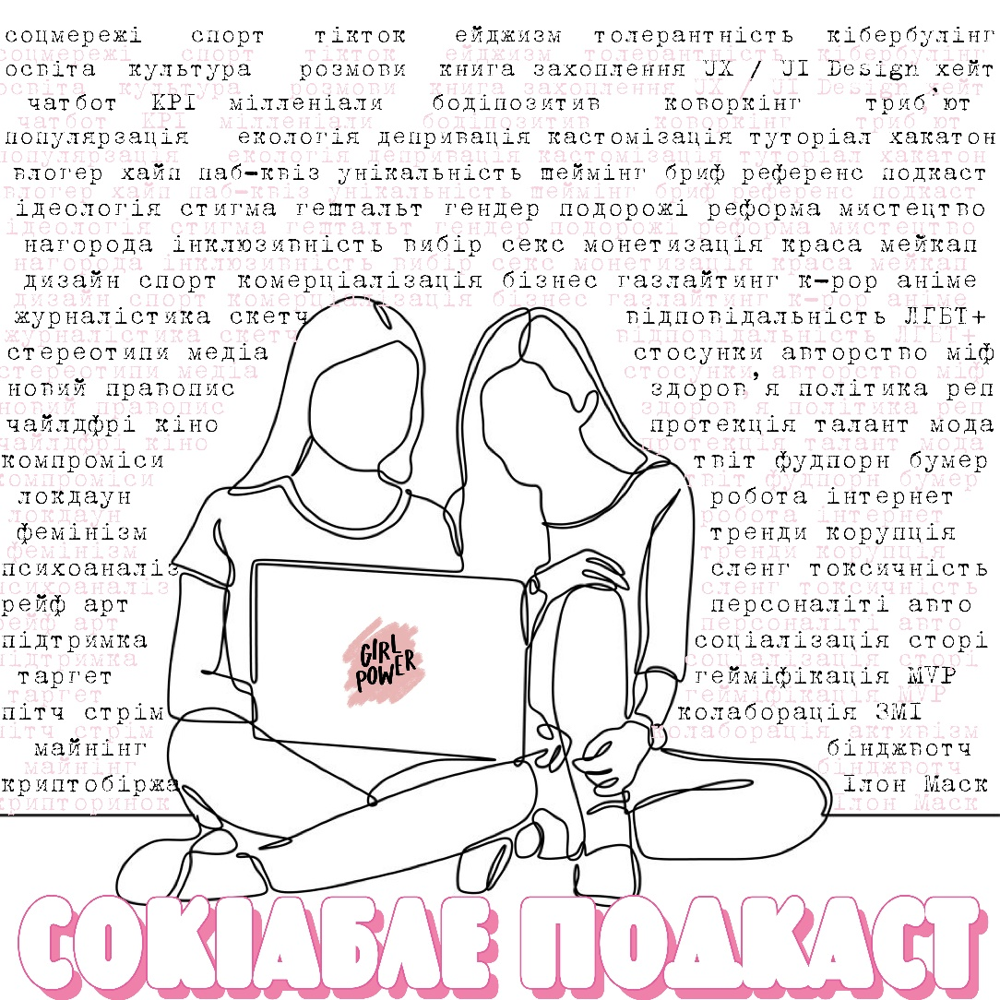 соцмережі спорт тікток ейджизм толерантність кібербулінг
освіта культура розмови книга захоплення UX / UI Design хейт
чатбот KPI мілленіали бодіпозитив коворкінг триб'ют
популярзація екологія депривація кастомізація туторіал хакатон
влогер хайп паб-квіз унікальність шеймінг бриф референс подкаст
ідеологія стигма гештальт гендер подорожі реформа мистецтво
нагорода інклюзивність вибір секс монетизація краса мейкап
дизайн спорт комерціалізація бізнес газлайтинг k-pop аніме
журналістика скетч відповідальність ЛГБТ+
стереотипи медіа стосунки авторство міф
новий правопис здоров'я політика реп
чайлдфрі кіно протекція талант мода
компроміси твіт фудпорн бумер
локдаун робота інтернет
фемінізм тренди корупція
психоаналіз сленг токсичність
рейф арт персоналіті авто
підтримка соціалізація сторі
таргет гейміфікація MVP
пітч стрім колаборація ЗМІ
майнінг бінджвотч
криптобіржа Ілон Маск
GIRL
POWER
СОКІАБЛЕ ПОДКАСТ